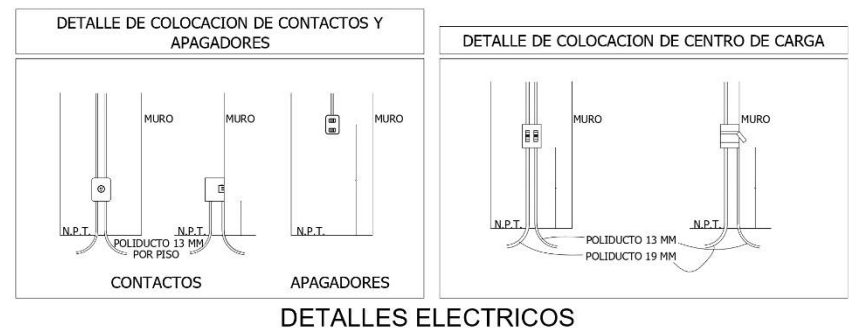 DETALLE DE COLOCACION DE CONTACTOS Y
APAGADORES
MURO
MURO
MURO
N.P.T.
N.P.T.
N.P.T.
POLIDUCTO 13 MM
POR PISO
CONTACTOS
APAGADORES
DETALLE DE COLOCACION DE CENTRO DE CARGA
MURO
MURO
N.P.T.
N.P.T.
POLIDUCTO 13 MM
POLIDUCTO 19 MM
DETALLES ELECTRICOS